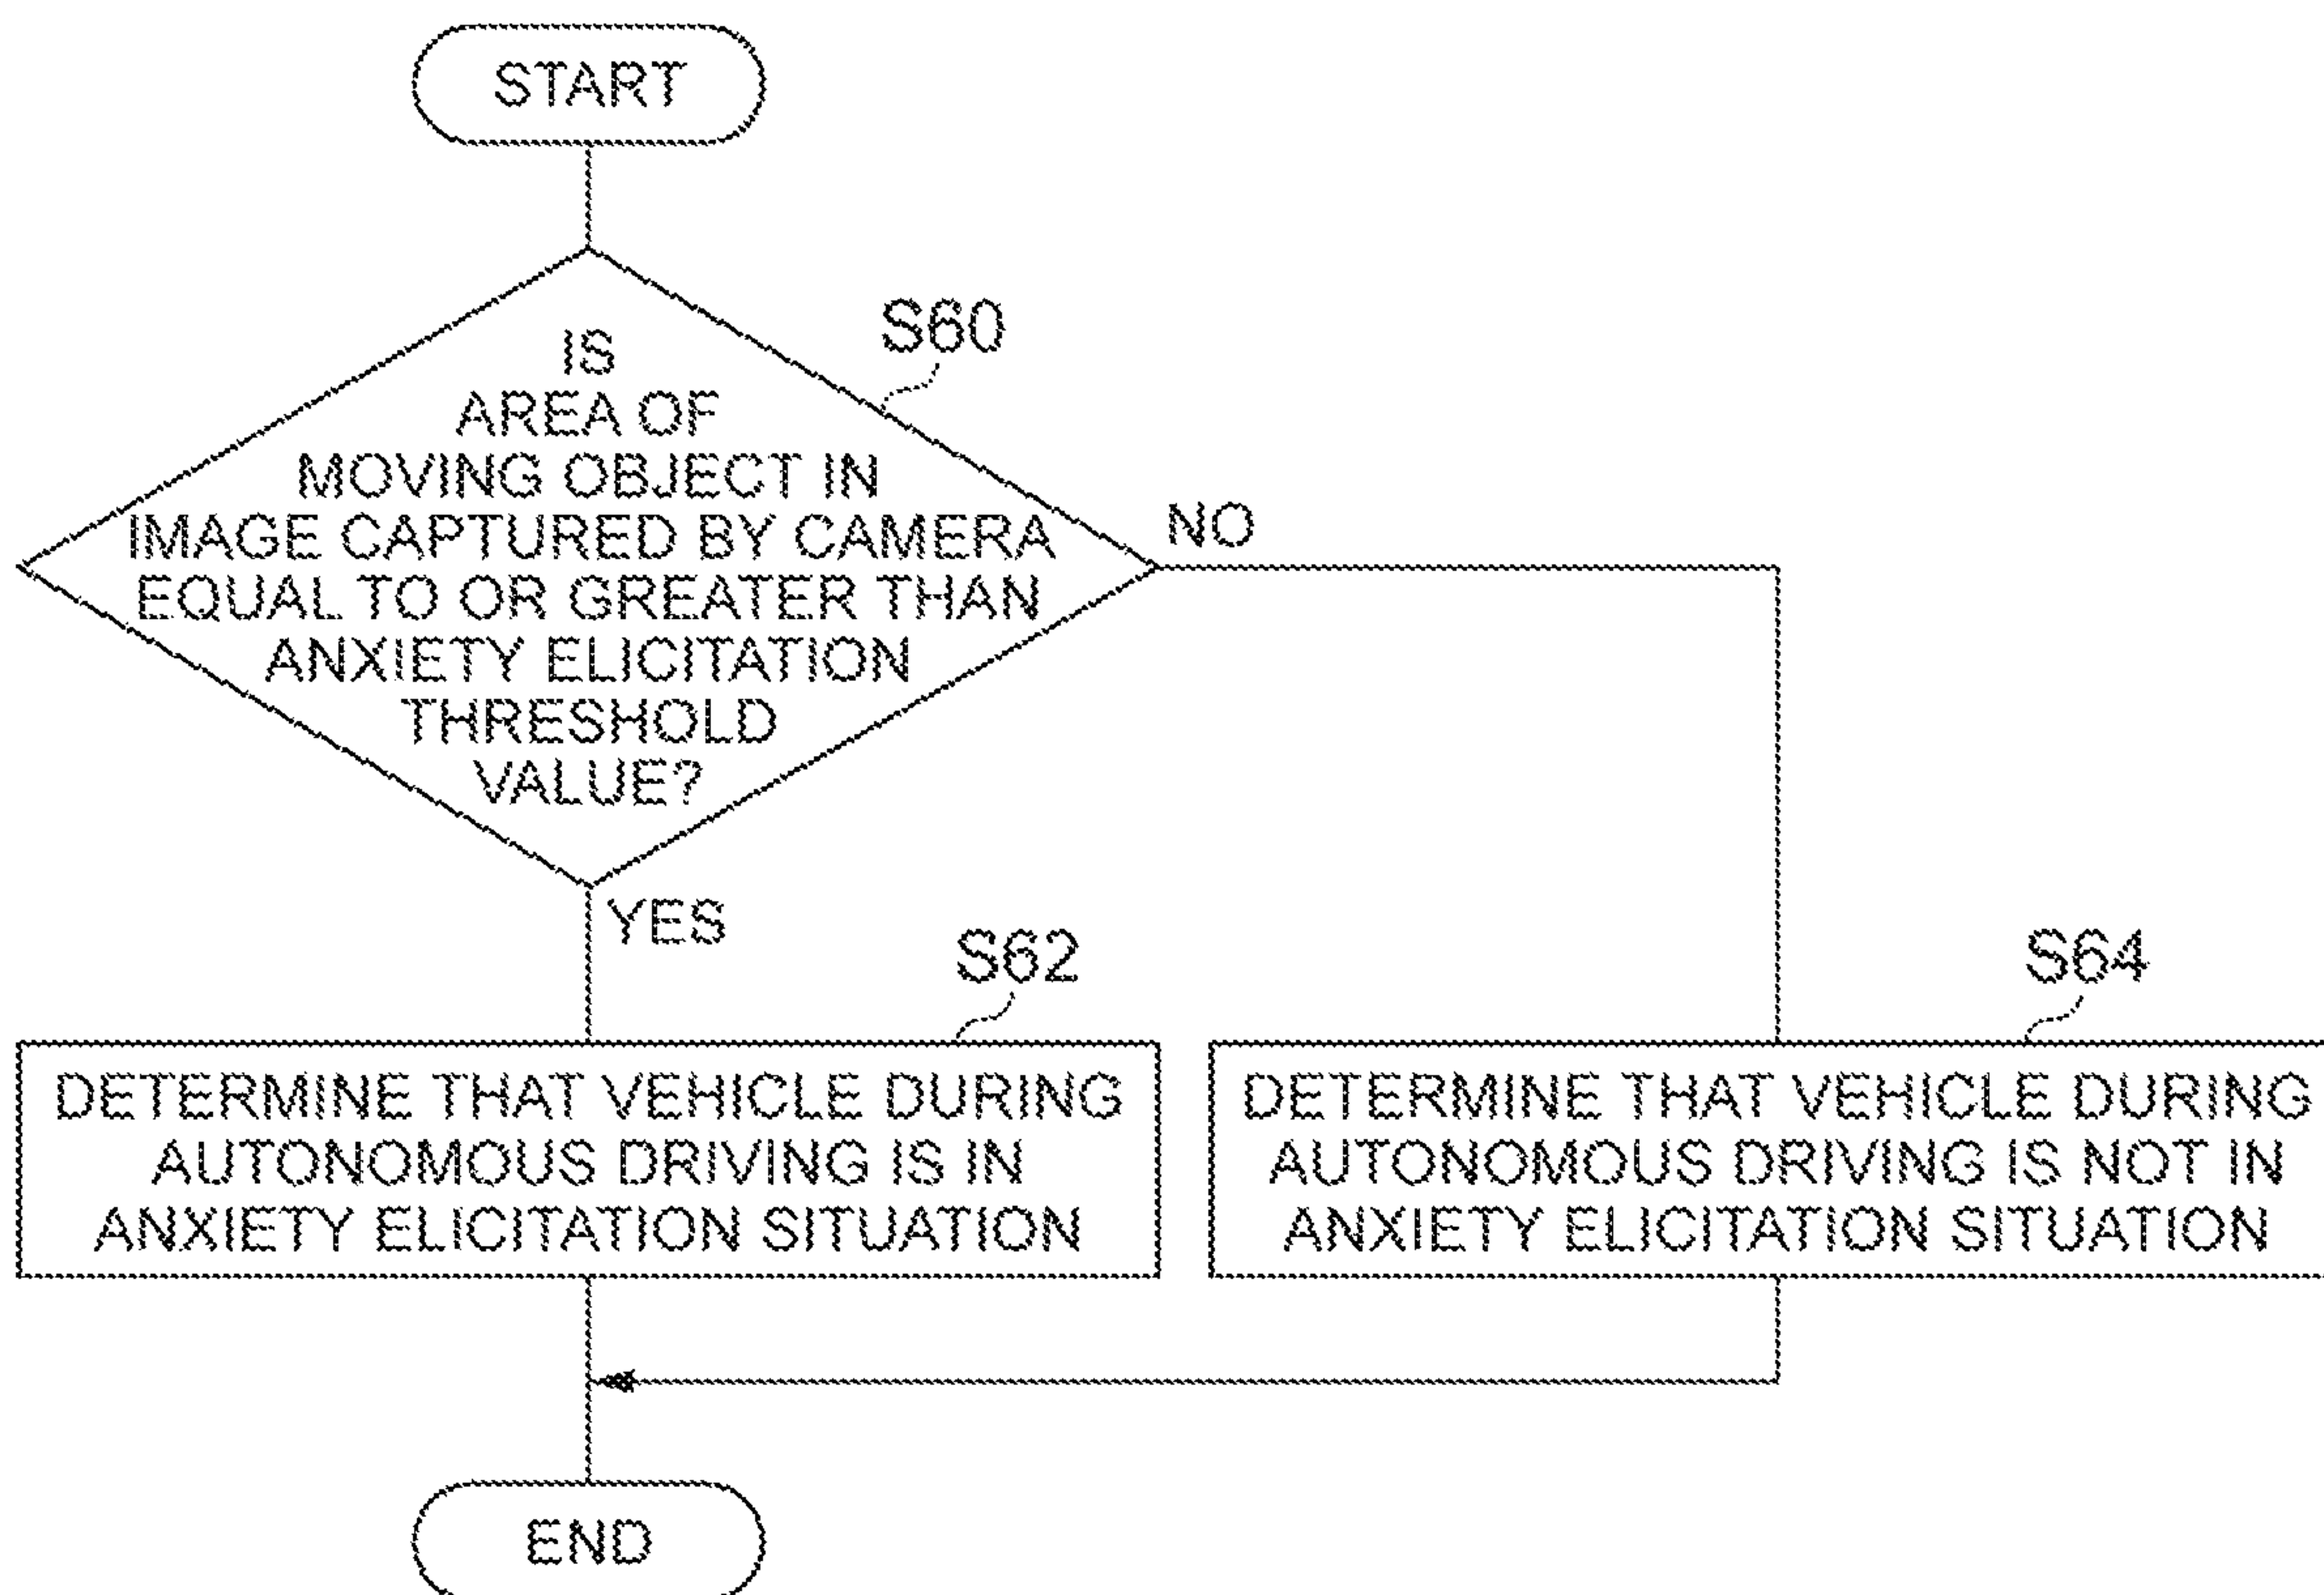 START
S60
IS
AREA OF
MOVING OBJECT IN
IMAGE CAPTURED BY CAMERA
EQUAL TO OR GREATER THAN
ANXIETY ELICITATION
THRESHOLD
VALUE?
NO
YES
S62
DETERMINE THAT VEHICLE DURING
AUTONOMOUS DRIVING IS IN
ANXIETY ELICITATION SITUATION
S64
DETERMINE THAT VEHICLE DURING
AUTONOMOUS DRIVING IS NOT IN
ANXIETY ELICITATION SITUATION
END